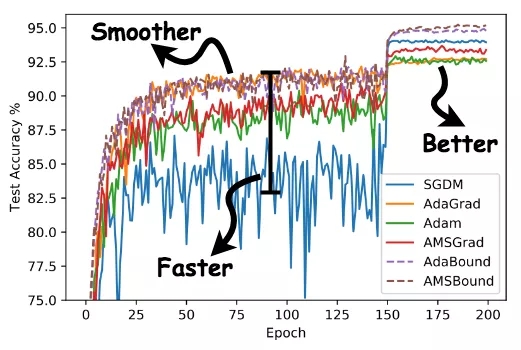 Smoother
Better
Faster
Test Accuracy %
95.0
92.5
90.0
87.5
85.0
82.5
80.0
77.5
75.0
0
25
50
75
100
125
150
175
200
Epoch
SGDM
AdaGrad
Adam
AMSGrad
AdaBound
AMSBound